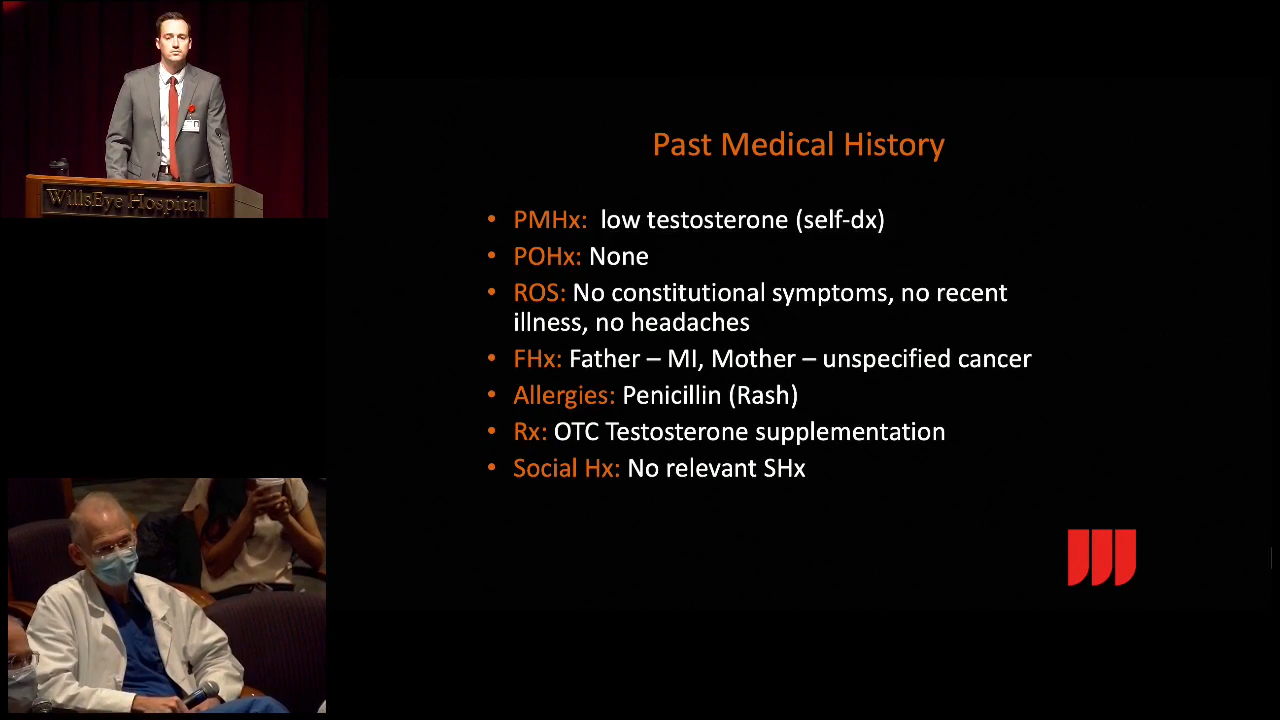 WillsEye Hospital
Past Medical History
• PMHx: low testosterone (self-dx)
• POHx: None
• ROS: No constitutional symptoms, no recent
illness, no headaches
• FHx: Father – MI, Mother – unspecified cancer
• Allergies: Penicillin (Rash)
• Rx: OTC Testosterone supplementation
• Social Hx: No relevant SHx